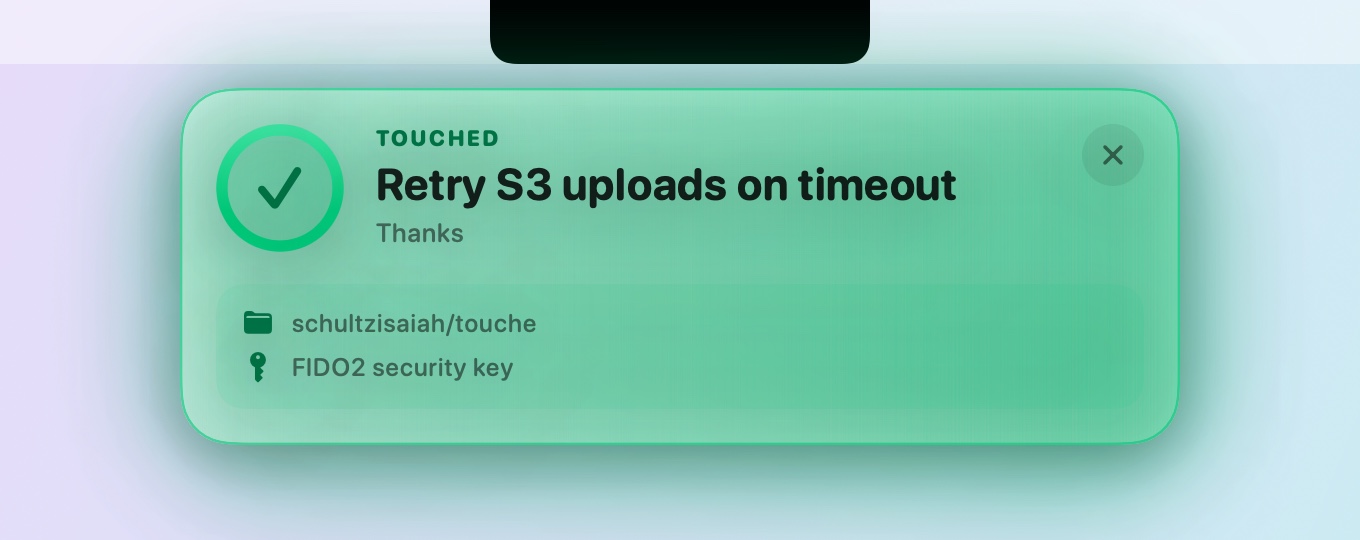 TOUCHED
Retry S3 uploads on timeout
Thanks
schultzisaiah/touche
FIDO2 security key